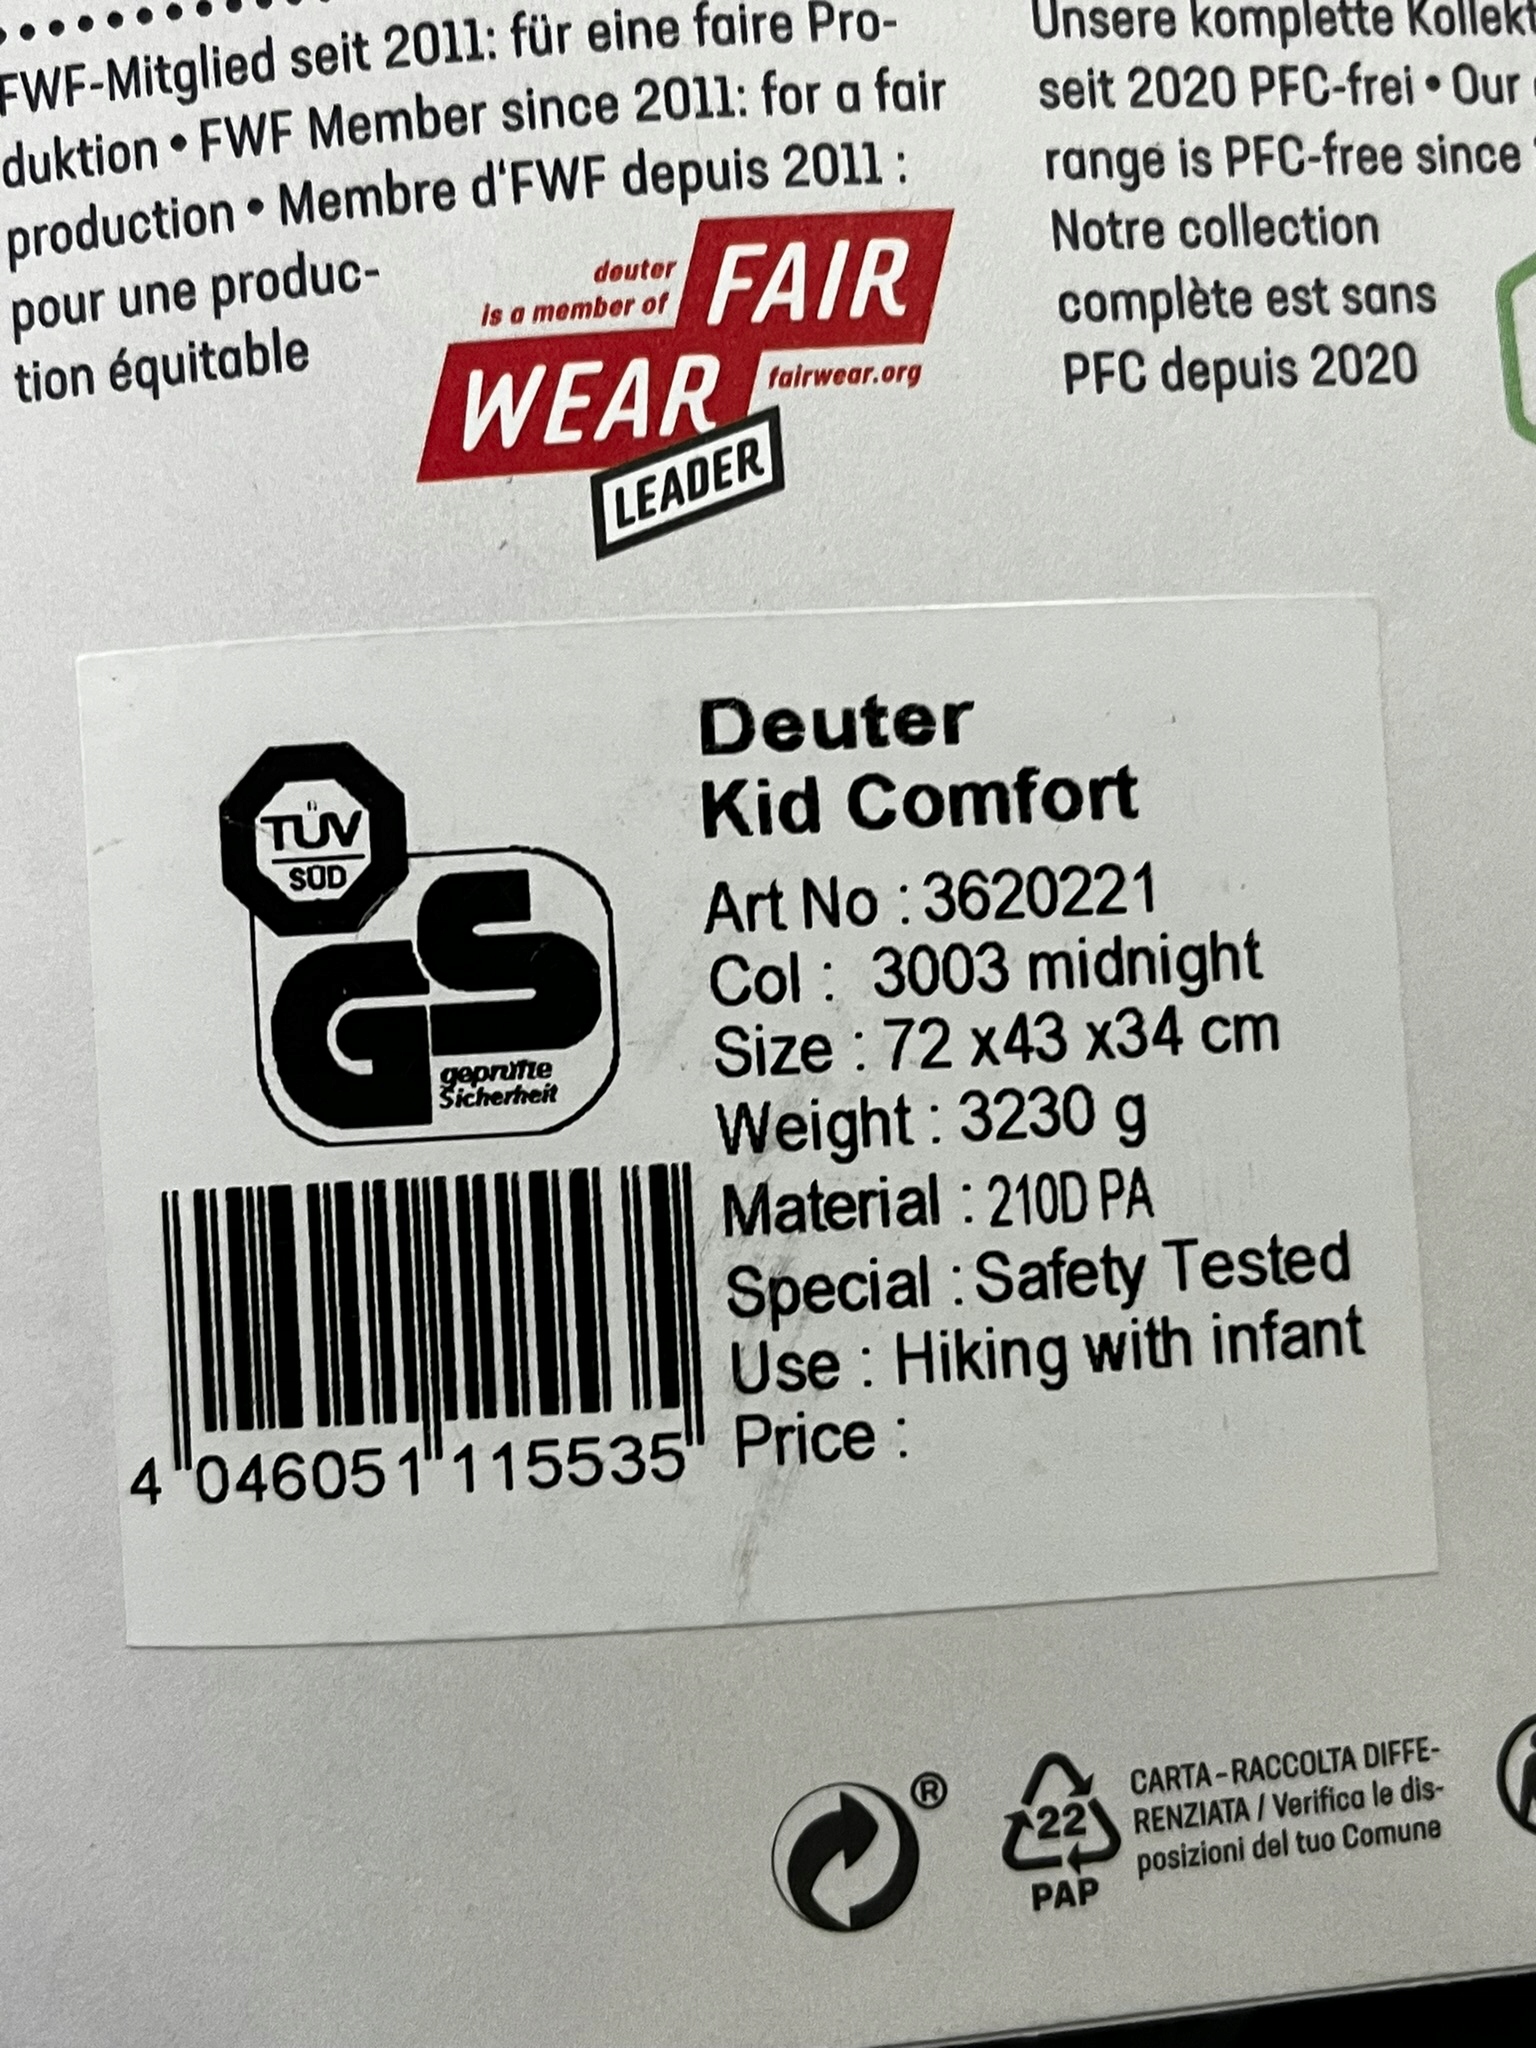 FWF-Mitglied seit 2011: für eine faire Pro-
duktion • FWF Member since 2011: for a fair
production • Membre d'FWF depuis 2011 :
pour une produc-
tion équitable
deuter
is a member of
FAIR
WEAR
fairwear.org
LEADER
Unsere komplette Kollekt
seit 2020 PFC-frei • Our
range is PFC-free since
Notre collection
complète est sans
PFC depuis 2020
TÜV
SÜD
GS
geprüfte
Sicherheit
4 046051 115535
Deuter
Kid Comfort
Art No : 3620221
Col : 3003 midnight
Size : 72 x43 x34 cm
Weight : 3230 g
Material : 210D PA
Special : Safety Tested
Use : Hiking with infant
Price :
®
22
PAP
CARTA-RACCOLTA DIFFE-
RENZIATA / Verifica le dis-
posizioni del tuo Comune